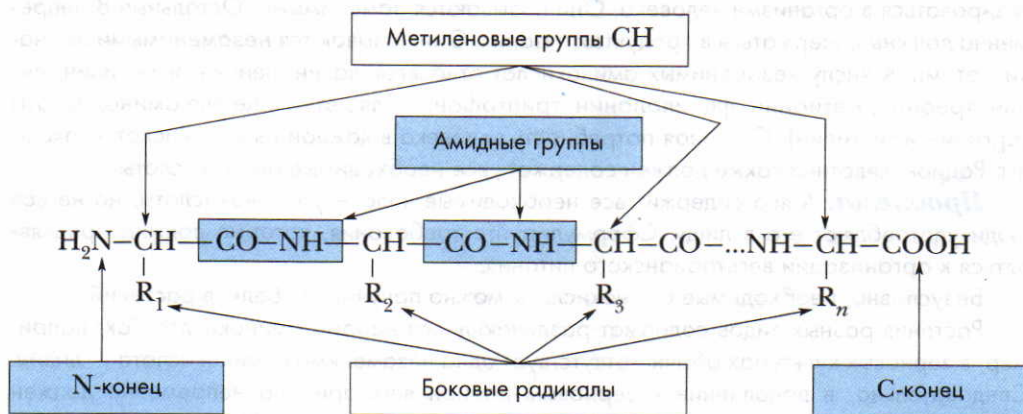 Метиленовые группы CH
Амидные группы
H₂N–CH–CO–NH–CH–CO–NH–CH–CO–...NH–CH–COOH
R₁ R₂ R₃ Rₙ
N-конец Боковые радикалы C-конец